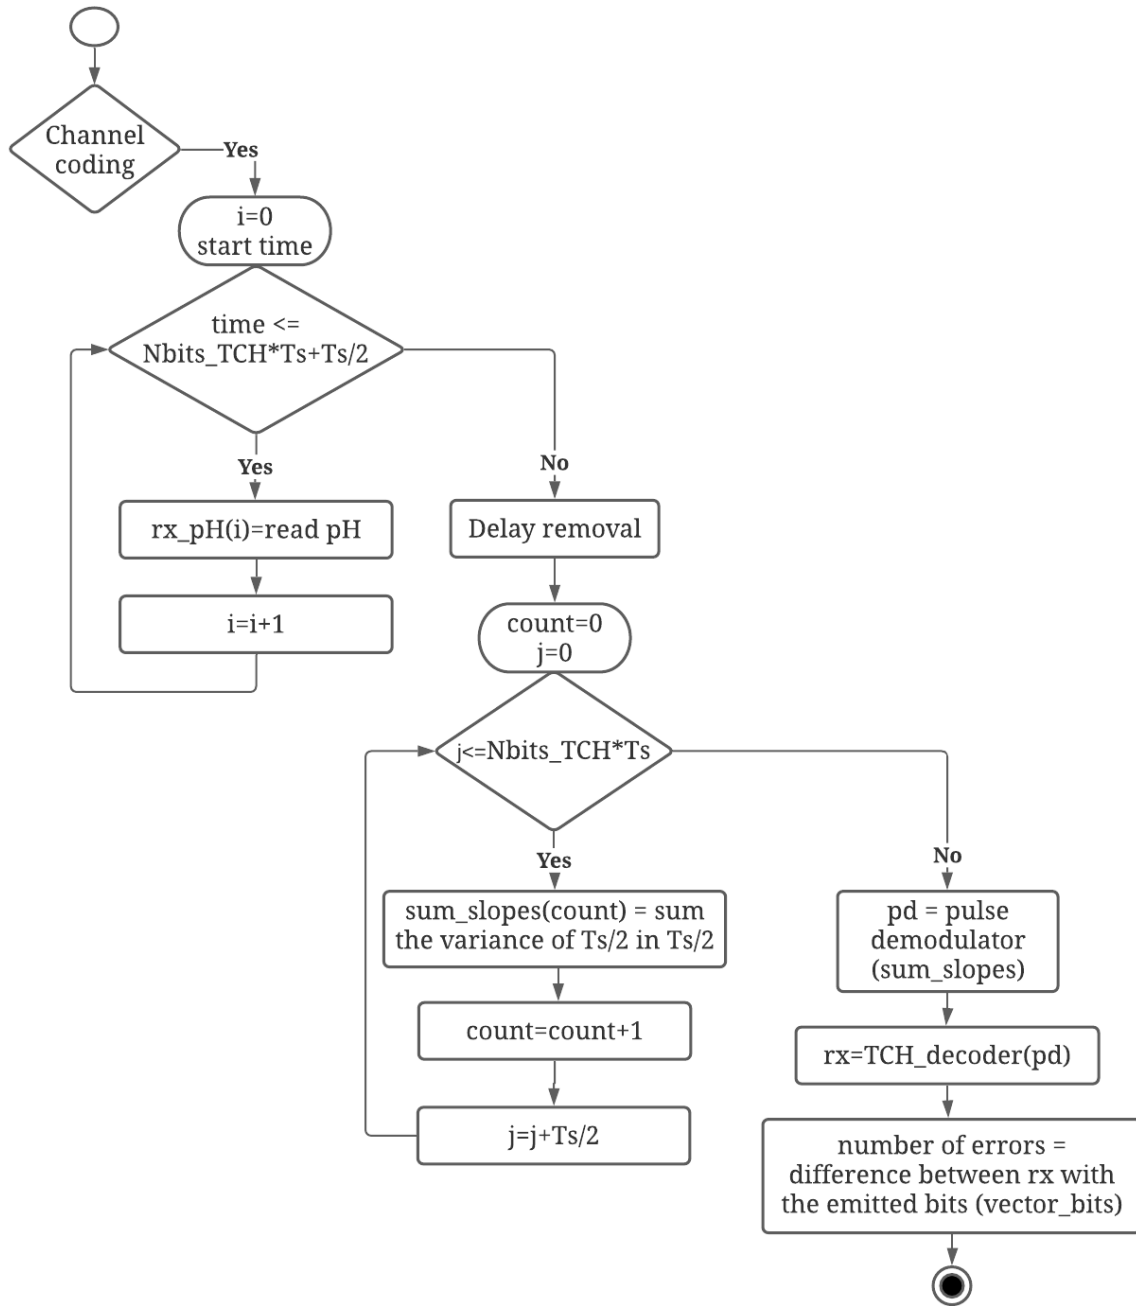 Channel
coding
Yes
i=0
start time
time <=
Nbits_TCH*Ts+Ts/2
Yes
No
rx_pH(i)=read pH
Delay removal
i=i+1
count=0
j=0
j<=Nbits_TCH*Ts
Yes
No
sum_slopes(count) = sum
the variance of Ts/2 in Ts/2
pd = pulse
demodulator
(sum_slopes)
count=count+1
rx=TCH_decoder(pd)
j=j+Ts/2
number of errors =
difference between rx with
the emitted bits (vector_bits)